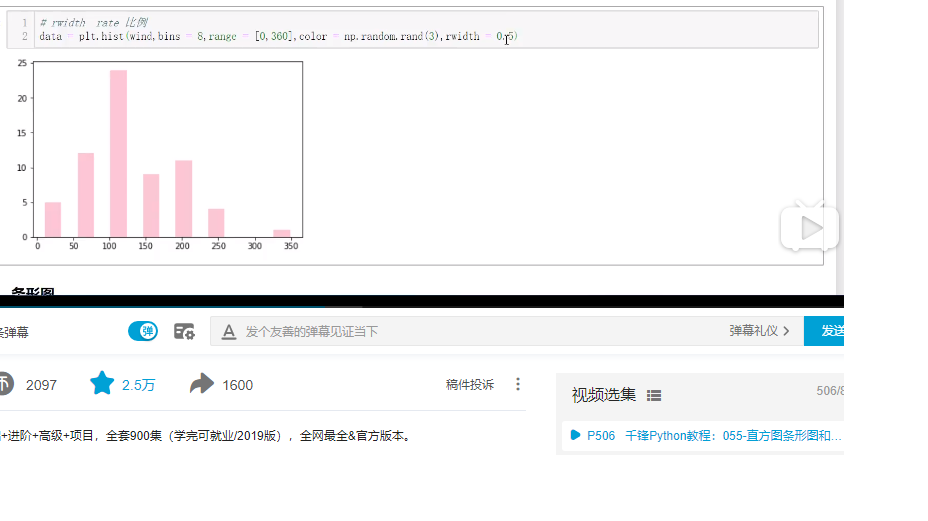 1 # rwidth rate 比例
2 data = plt.hist(wind,bins = 8,range = [0,360],color = np.random.rand(3),rwidth = 0.5)
25
20
15
10
5
0
0 50 100 150 200 250 300 350
条形图
条弹幕 弹 A 发个友善的弹幕见证当下 弹幕礼仪 > 发送
币 2097 2.5万 1600 稿件投诉
视频选集 506/8
+进阶+高级+项目，全套900集（学完可就业/2019版），全网最全&官方版本。
P506 千锋Python教程：055-直方图条形图和...